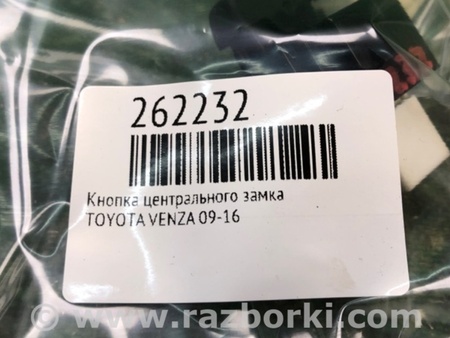 262232
Кнопка центрального замка
TOYOTA VENZA 09-16
© www.razborki.com